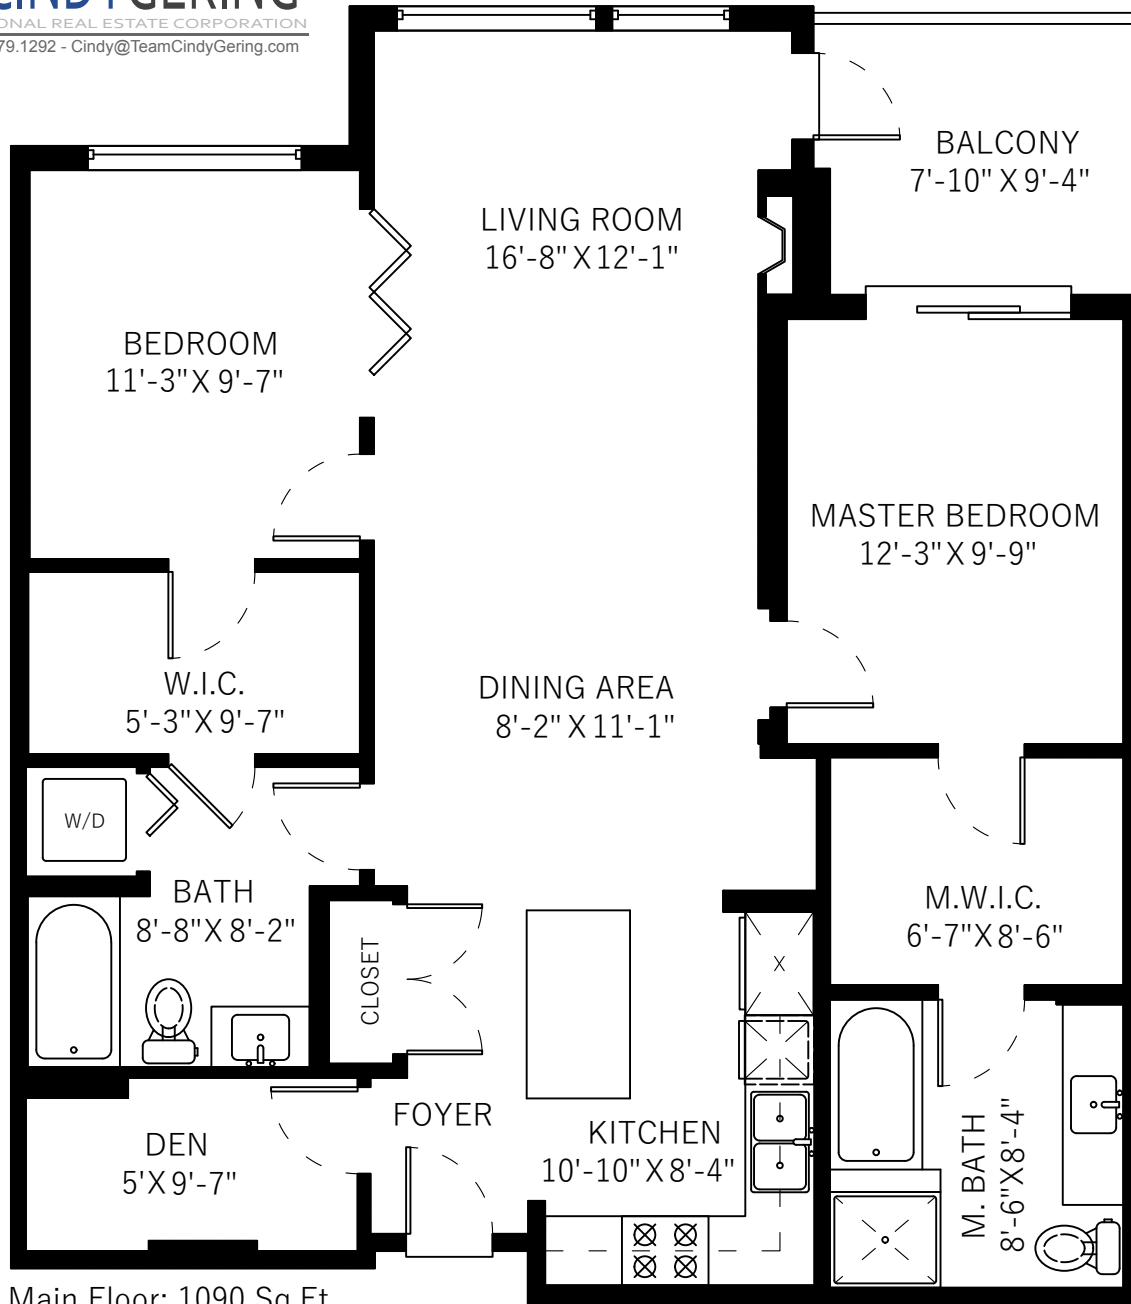 CINDYGERING
ONAL REAL ESTATE CORPORATION
79.1292 - Cindy@TeamCindyGering.com
BALCONY
7'-10" X 9'-4"
LIVING ROOM
16'-8" X 12'-1"
BEDROOM
11'-3" X 9'-7"
MASTER BEDROOM
12'-3" X 9'-9"
W.I.C.
5'-3" X 9'-7"
DINING AREA
8'-2" X 11'-1"
W/D
BATH
8'-8" X 8'-2"
M.W.I.C.
6'-7" X 8'-6"
CLOSET
X
FOYER
KITCHEN
10'-10" X 8'-4"
DEN
5' X 9'-7"
M. BATH
8'-6" X 8'-4"
Main Floor: 1090 Sq.Ft.